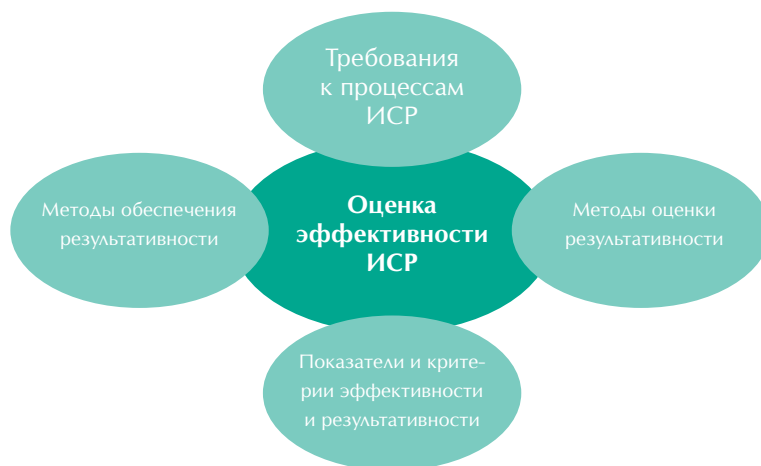 Требования
к процессам
ИСР
Методы обеспечения
результативности
Оценка
эффективности
ИСР
Методы оценки
результативности
Показатели и крите-
рии эффективности
и результативности